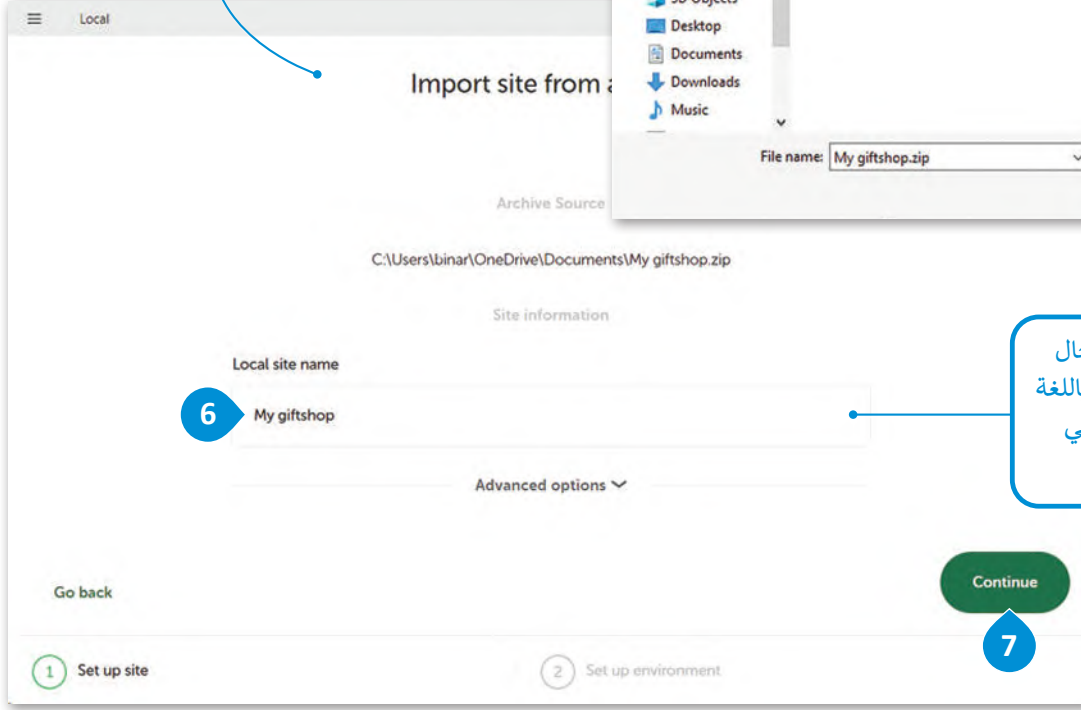 Local
Import site from a
Desktop
Documents
Downloads
Music
File name: My giftshop.zip
Archive Source
C:\Users\binar\OneDrive\Documents\My giftshop.zip
Site information
Local site name
6
My giftshop
Advanced options
Go back
Continue
7
1 Set up site
2 Set up environment